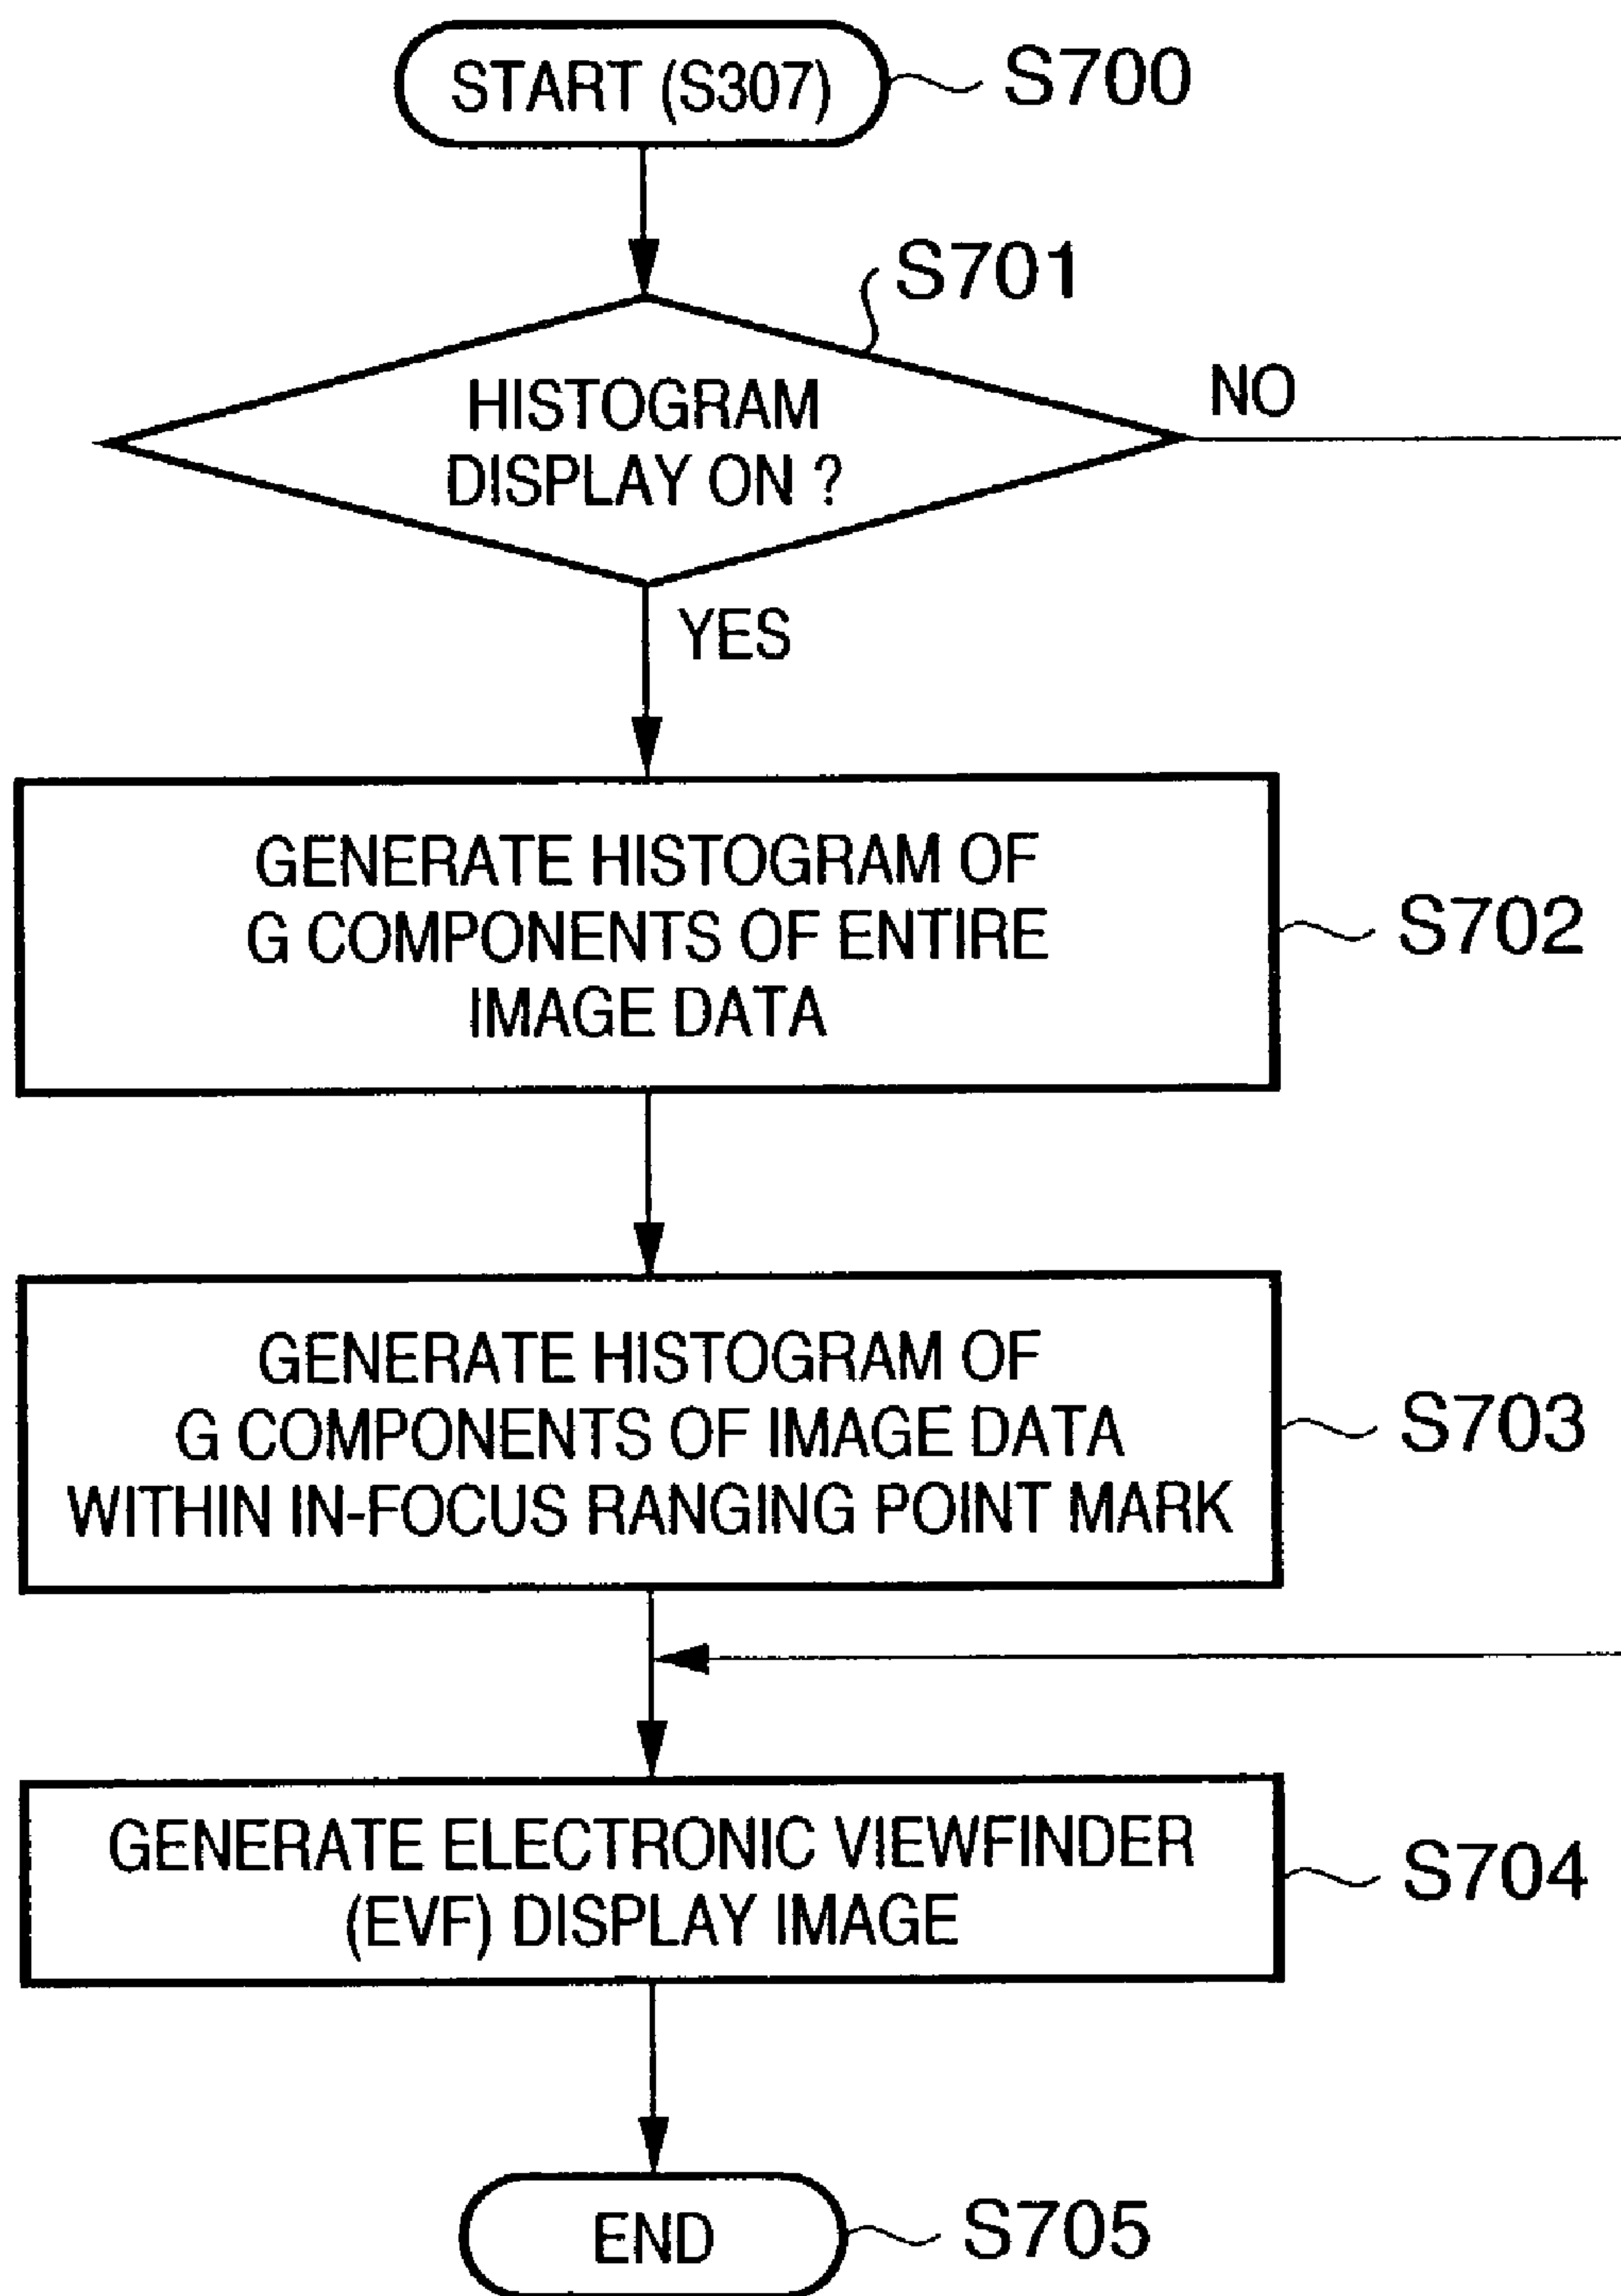 START (S307)
S700
S701
HISTOGRAM
DISPLAY ON ?
NO
YES
GENERATE HISTOGRAM OF
G COMPONENTS OF ENTIRE
IMAGE DATA
S702
GENERATE HISTOGRAM OF
G COMPONENTS OF IMAGE DATA
WITHIN IN-FOCUS RANGING POINT MARK
S703
GENERATE ELECTRONIC VIEWFINDER
(EVF) DISPLAY IMAGE
S704
END
S705